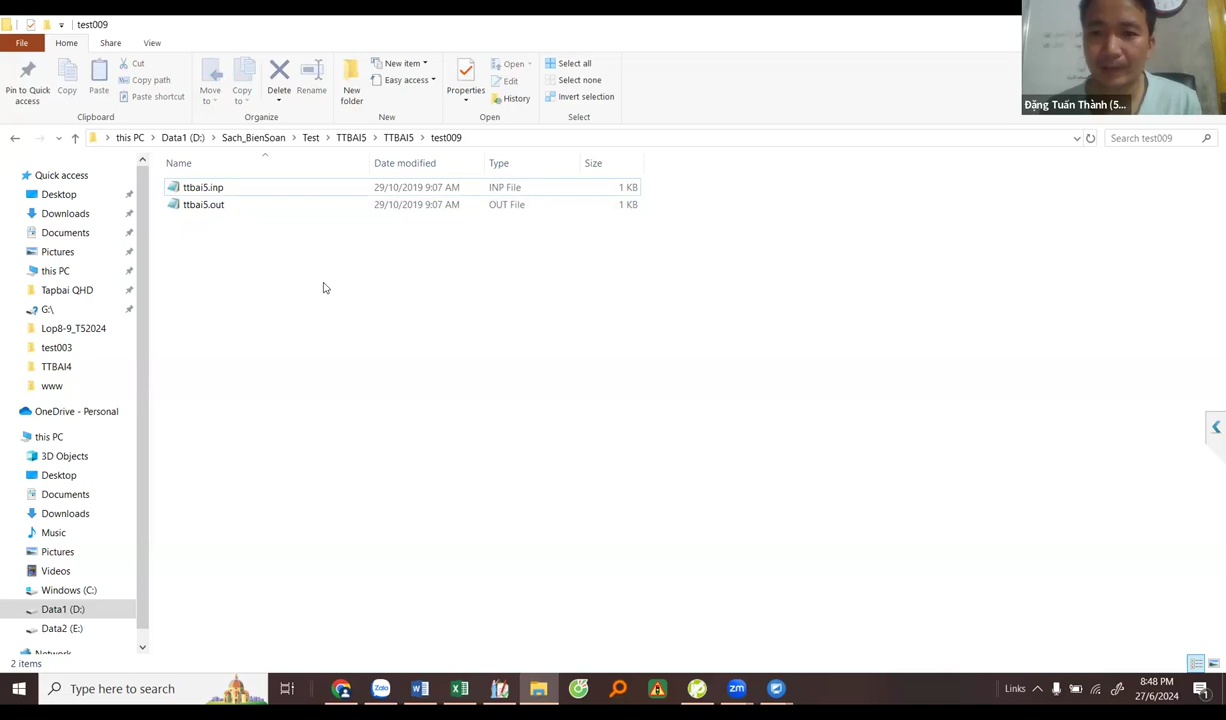 test009
File Home Share View
Pin to Quick access
Copy
Paste
Cut
Copy path
Paste shortcut
Clipboard
Move to
Copy to
Delete
Rename
Organize
New folder
New item
Easy access
New
Properties
Open
Edit
History
Open
Select all
Select none
Invert selection
Select
Đặng Tuấn Thành (5...
this PC Data1 (D:) Sach_BienSoan Test TTBAI5 TTBAI5 test009
Search test009
Name Date modified Type Size
ttbai5.inp 29/10/2019 9:07 AM INP File 1 KB
ttbai5.out 29/10/2019 9:07 AM OUT File 1 KB
Quick access
Desktop
Downloads
Documents
Pictures
this PC
Tapbai QHD
G:\
Lop8-9_T52024
test003
TTBAI4
www
OneDrive - Personal
this PC
3D Objects
Desktop
Documents
Downloads
Music
Pictures
Videos
Windows (C:)
Data1 (D:)
Data2 (E:)
Network
2 items
Type here to search
Zalo
zm
Links
8:48 PM
27/6/2024
1